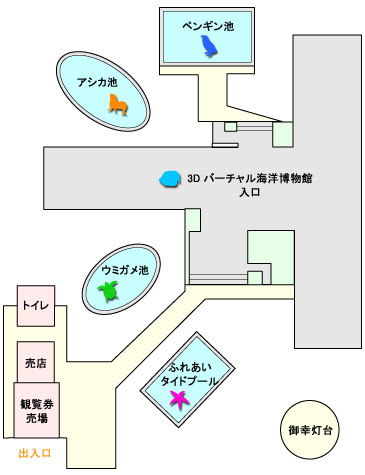 ペンギン池
アシカ池
3D バーチャル海洋博物館
入口
ウミガメ池
トイレ
売店
観覧券
売場
出入口
ふれあい
タイドプール
御幸灯台